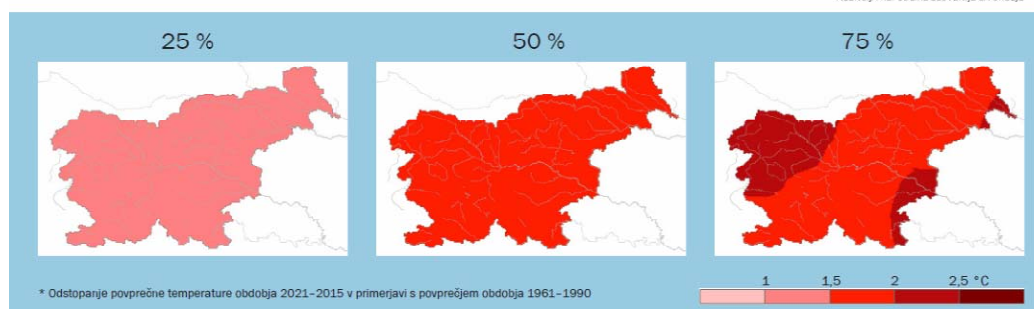 25 %
50 %
75 %
* Odstopanje povprečne temperature obdobja 2021–2015 v primerjavi s povprečjem obdobja 1961–1990
1 1,5 2 2,5 °C